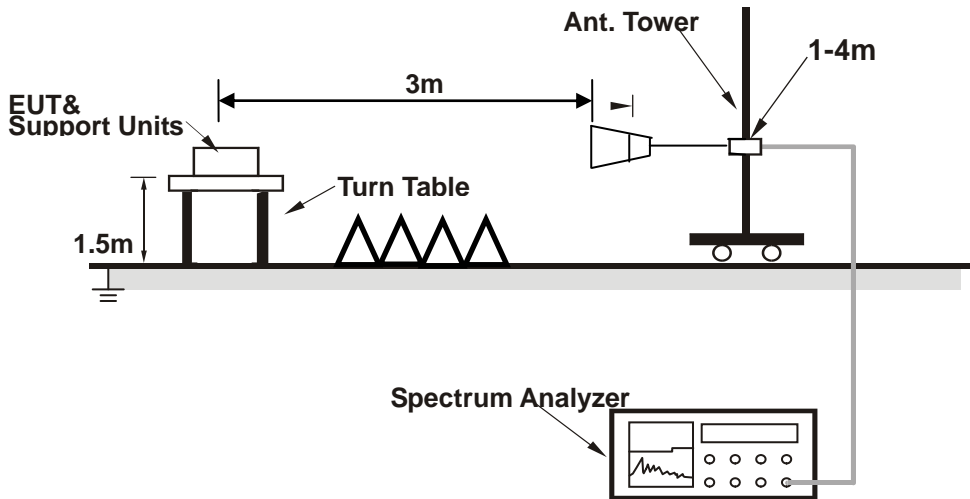 Ant. Tower
1-4m
3m
EUT&
Support Units
Turn Table
1.5m
Spectrum Analyzer